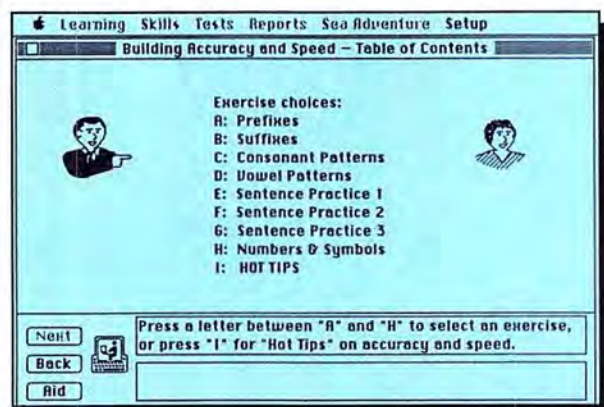 Learning Skills Tests Reports Sea Adventure Setup
Building Accuracy and Speed – Table of Contents
Exercise choices:
A: Prefixes
B: Suffixes
C: Consonant Patterns
D: Vowel Patterns
E: Sentence Practice 1
F: Sentence Practice 2
G: Sentence Practice 3
H: Numbers & Symbols
I: HOT TIPS
Next
Back
Aid
Press a letter between "A" and "H" to select an exercise,
or press "I" for "Hot Tips" on accuracy and speed.